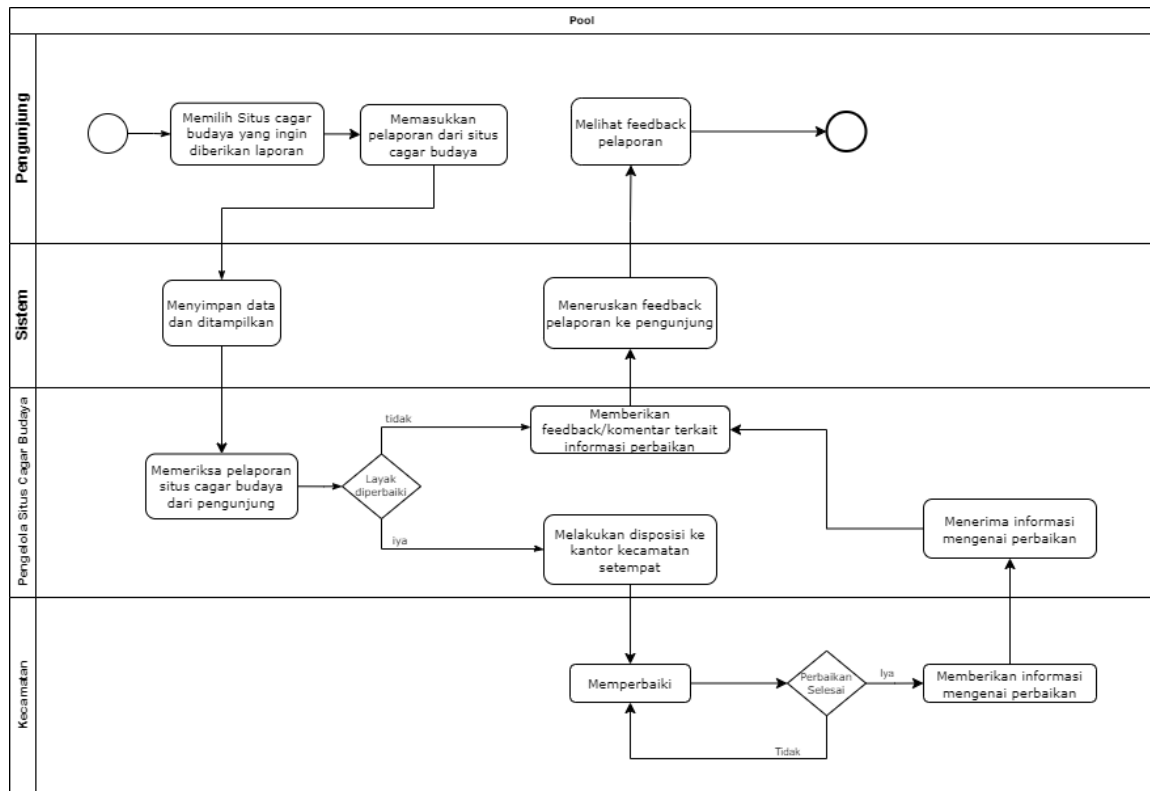 Pool
Pengunjung
Memilih Situs cagar
budaya yang ingin
diberikan laporan
Memasukkan
pelaporan dari situs
cagar budaya
Melihat feedback
pelaporan
Sistem
Menyimpan data
dan ditampilkan
Meneruskan feedback
pelaporan ke pengunjung
Pengelola Situs Cagar Budaya
Memeriksa pelaporan
situs cagar budaya
dari pengunjung
Layak
diperbaiki
tidak
iya
Memberikan
feedback/komentar terkait
informasi perbaikan
Melakukan disposisi ke
kantor kecamatan
setempat
Menerima informasi
mengenai perbaikan
Kecamatan
Memperbaiki
Perbaikan
Selesai
Iya
Tidak
Memberikan informasi
mengenai perbaikan